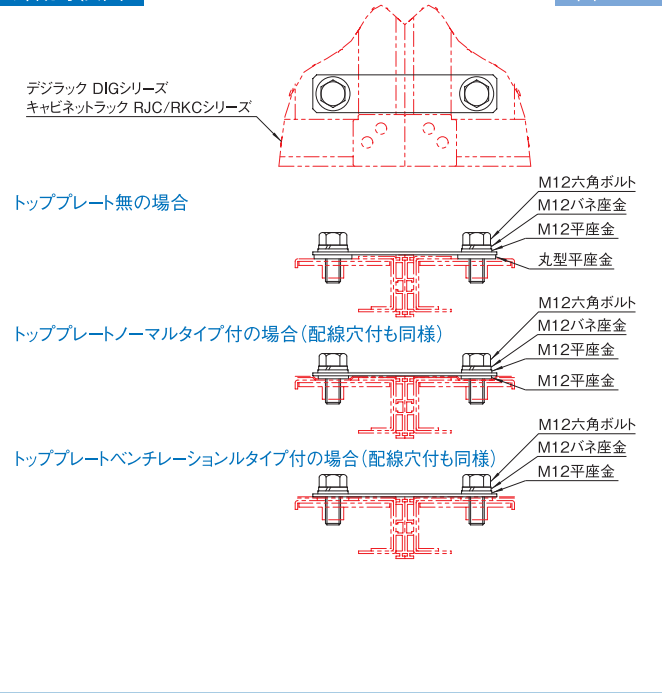 デジラック DIGシリーズ
キャビネットラック RJC/RKCシリーズ
トッププレート無の場合
M12六角ボルト
M12バネ座金
M12平座金
丸型平座金
トッププレートノーマルタイプ付の場合(配線穴付も同様)
M12六角ボルト
M12バネ座金
M12平座金
M12平座金
トッププレートベンチレーションルタイプ付の場合(配線穴付も同様)
M12六角ボルト
M12バネ座金
M12平座金